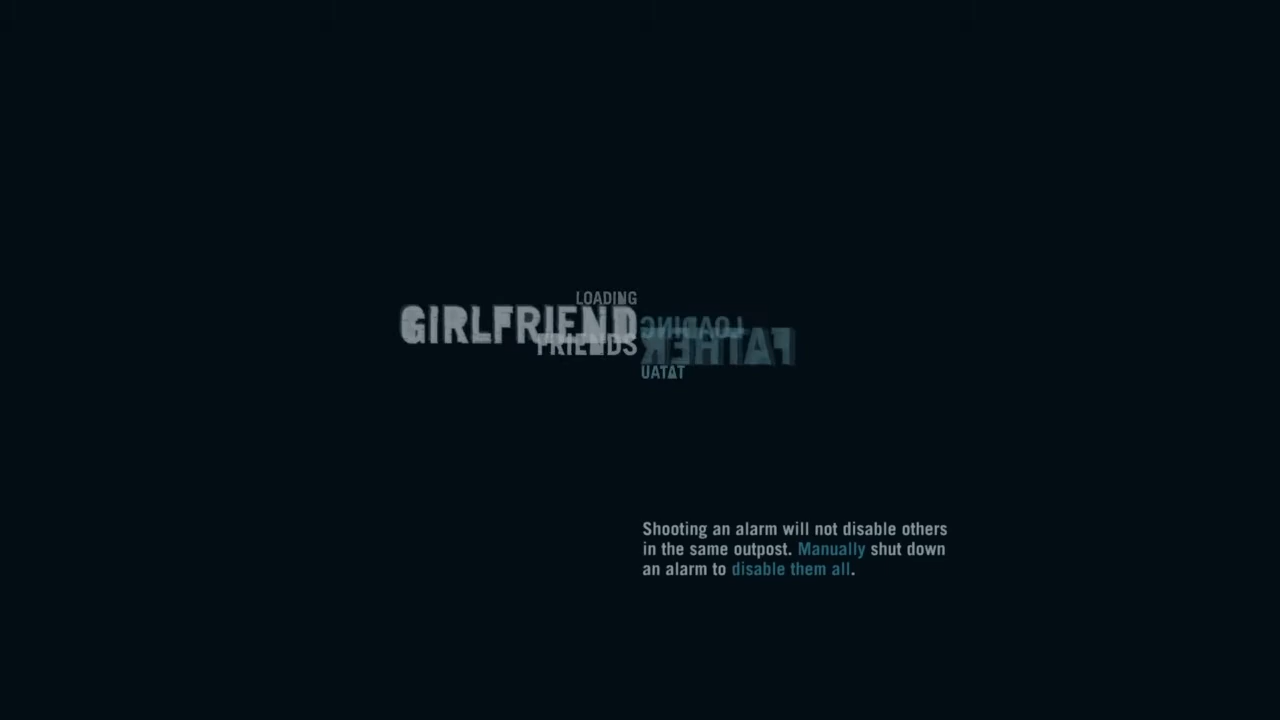 LOADING
GIRLFRIEND
FRIENDS
LOADING
FATHER
UATAT
Shooting an alarm will not disable others
in the same outpost. Manually shut down
an alarm to disable them all.